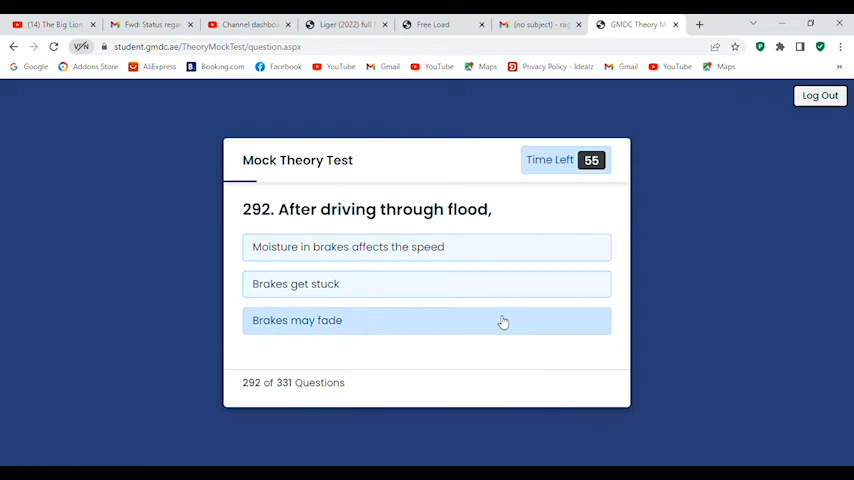 (14) The Big Lion
Fwd: Status regar
Channel dashboa
Liger (2022) full
Free Load
(no subject) - rag
GMDC Theory M
student.gmdc.ae/TheoryMockTest/question.aspx
Google
Addons Store
AliExpress
Booking.com
Facebook
YouTube
Gmail
YouTube
Maps
Privacy Policy - Idealz
Gmail
YouTube
Maps
»
Log Out
Mock Theory Test
Time Left 55
292. After driving through flood,
Moisture in brakes affects the speed
Brakes get stuck
Brakes may fade
292 of 331 Questions